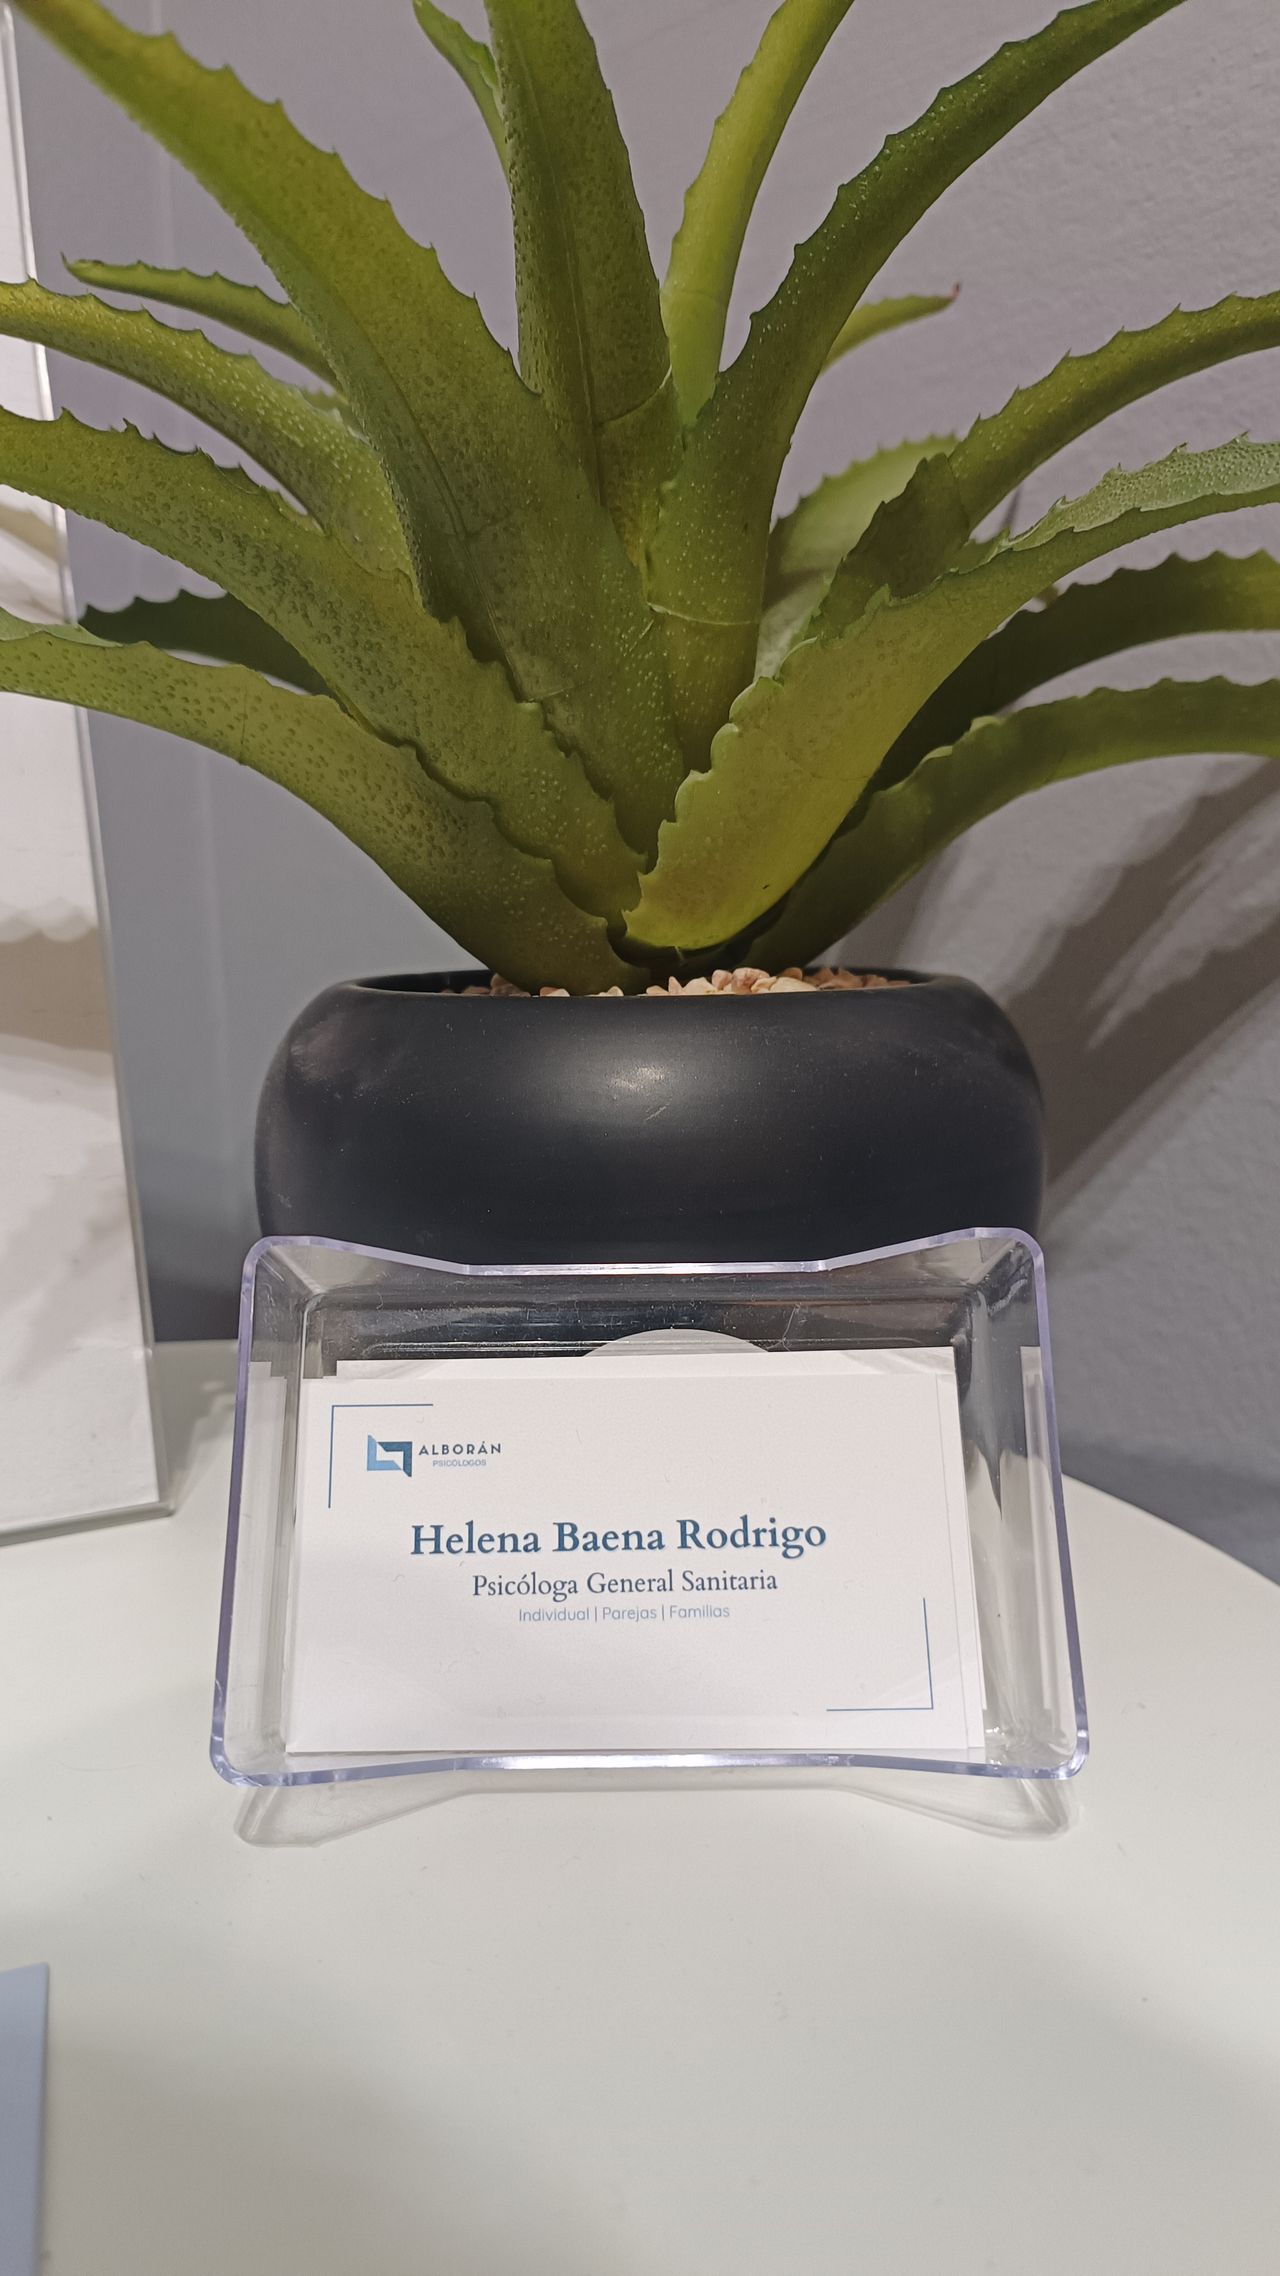 ALBORÁN
PSICÓLOGOS
Helena Baena Rodrigo
Psicóloga General Sanitaria
Individual | Parejas | Familias